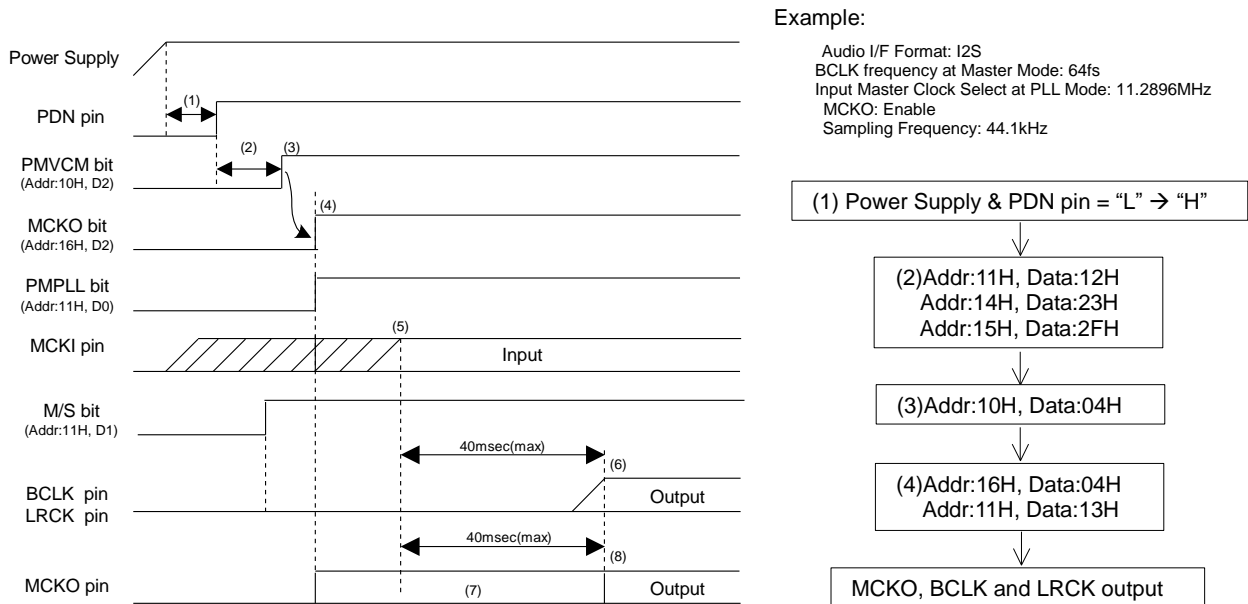 Example:
Audio I/F Format: I2S
BCLK frequency at Master Mode: 64fs
Input Master Clock Select at PLL Mode: 11.2896MHz
MCKO: Enable
Sampling Frequency: 44.1kHz
Power Supply
(1)
PDN pin
(2)
(3)
PMVCM bit
(Addr:10H, D2)
(4)
MCKO bit
(Addr:16H, D2)
PMPLL bit
(Addr:11H, D0)
(5)
MCKI pin
Input
M/S bit
(Addr:11H, D1)
40msec(max)
(6)
BCLK pin
LRCK pin
Output
40msec(max)
(8)
MCKO pin
(7)
Output
(1) Power Supply & PDN pin = “L” → “H”
(2)Addr:11H, Data:12H
Addr:14H, Data:23H
Addr:15H, Data:2FH
(3)Addr:10H, Data:04H
(4)Addr:16H, Data:04H
Addr:11H, Data:13H
MCKO, BCLK and LRCK output